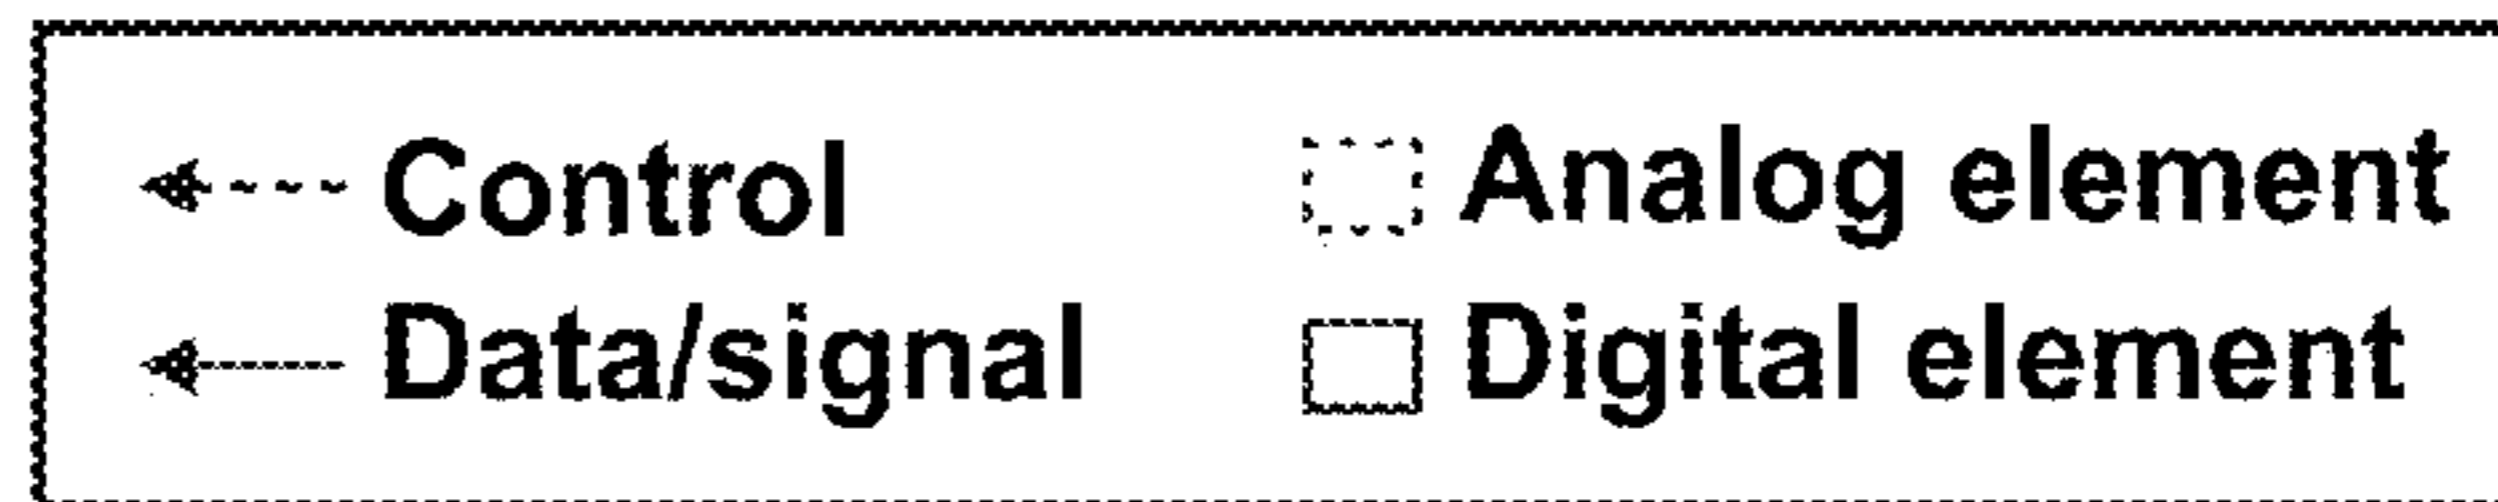 Control
Analog element
Data/signal
Digital element